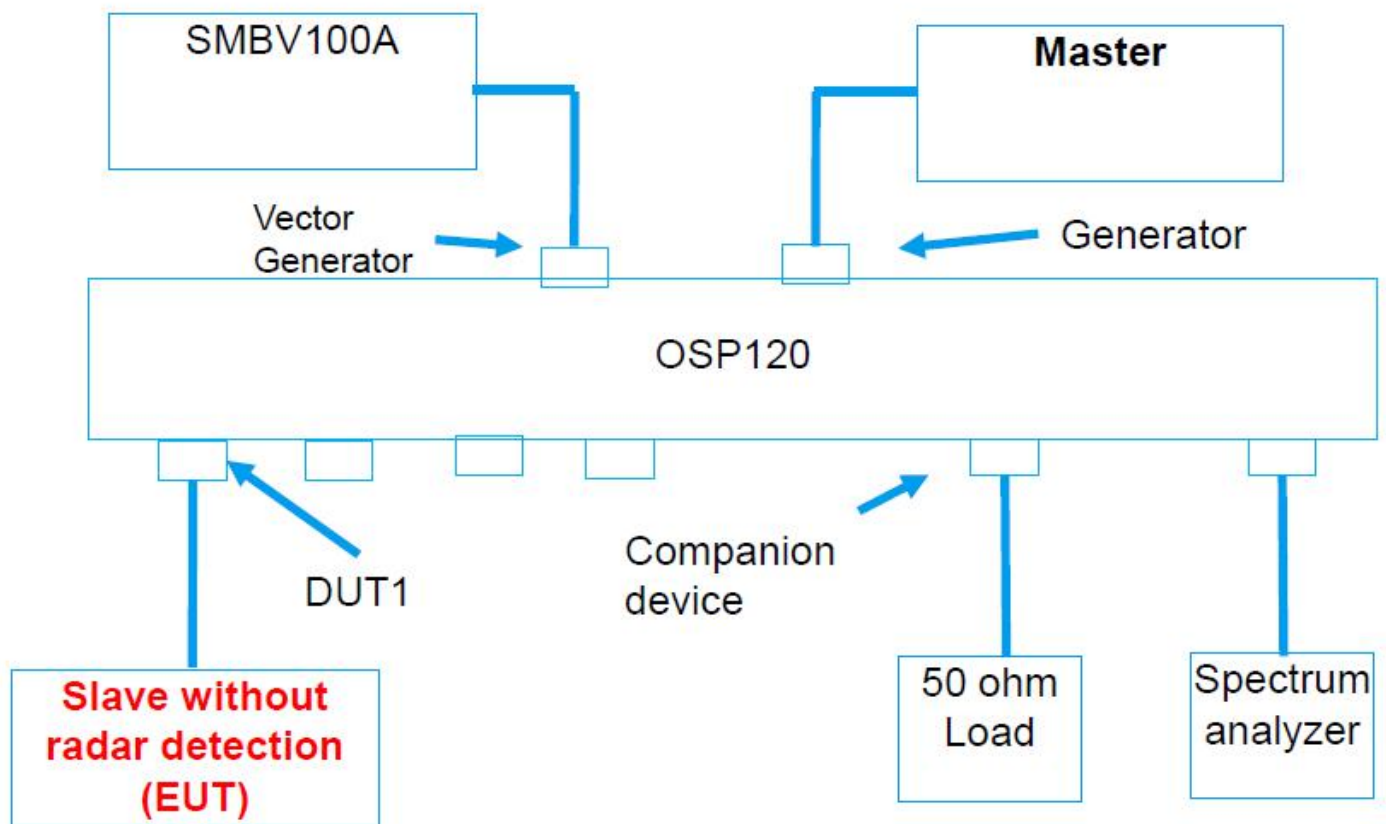 SMBV100A
Master
Vector
Generator
Generator
OSP120
DUT1
Companion
device
Slave without
radar detection
(EUT)
50 ohm
Load
Spectrum
analyzer